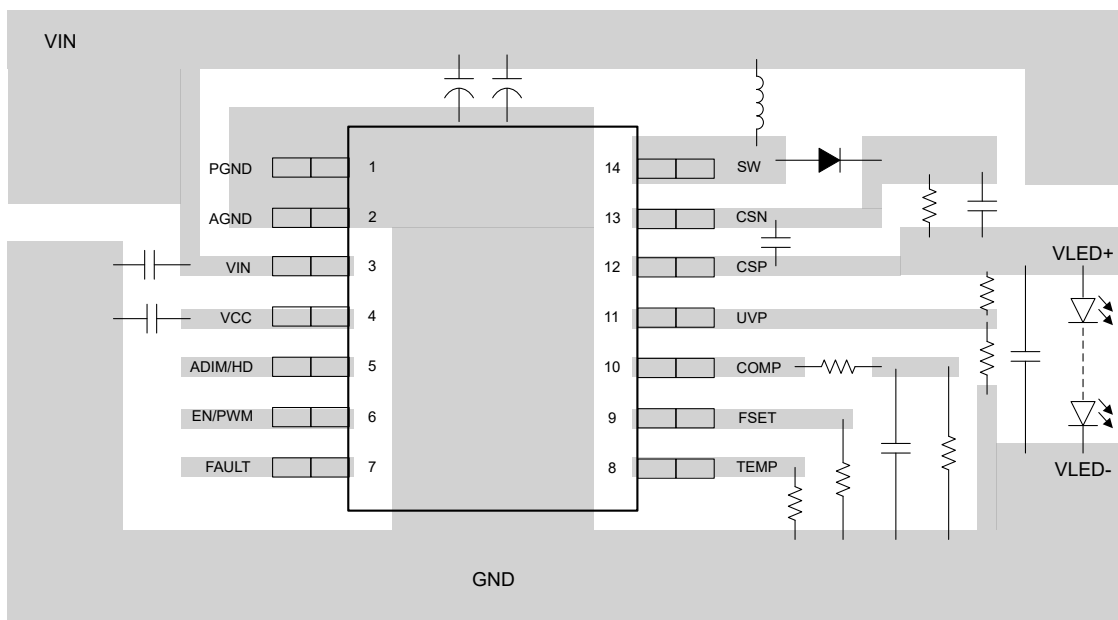 VIN
PGND 1 14 SW
AGND 2 13 CSN
VIN 3 12 CSP
VLED+
VCC 4 11 UVP
ADIM/HD 5 10 COMP
EN/PWM 6 9 FSET
FAULT 7 8 TEMP
VLED-
GND